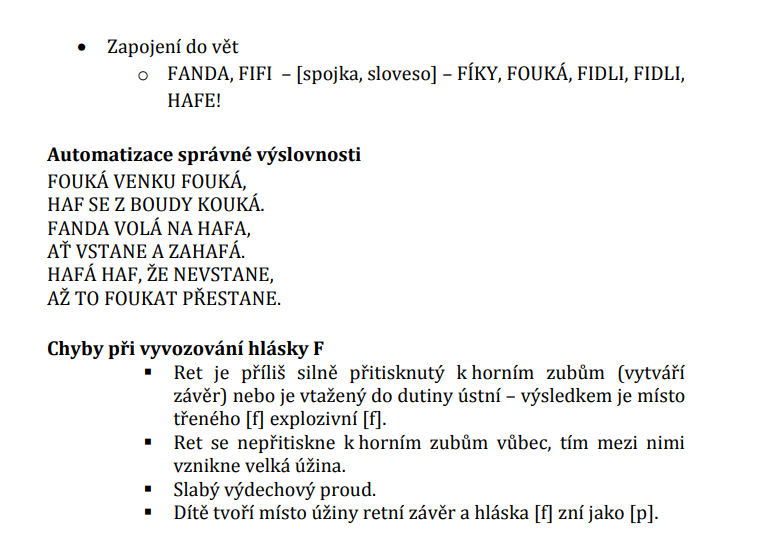 • Zapojení do vět
o FANDA, FIFI – [spojka, sloveso] – FÍKY, FOUKÁ, FIDLI, FIDLI,
HAFE!
Automatizace správné výslovnosti
FOUKÁ VENKU FOUKÁ,
HAF SE Z BOUDY KOUKÁ.
FANDA VOLÁ NA HAFA,
AŤ VSTANE A ZAHAFÁ.
HAFÁ HAF, ŽE NEVSTANE,
AŽ TO FOUKAT PŘESTANE.
Chyby při vyvozování hlásky F
▪ Ret je příliš silně přitisknutý k horním zubům (vytváří
závěr) nebo je vtažený do dutiny ústní – výsledkem je místo
třeného [f] explozivní [f].
▪ Ret se nepřitiskne k horním zubům vůbec, tím mezi nimi
vznikne velká úžina.
▪ Slabý výdechový proud.
▪ Dítě tvoří místo úžiny retní závěr a hláska [f] zní jako [p].